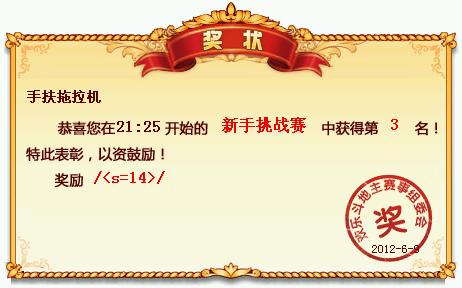 奖状
手扶拖拉机
恭喜您在21:25开始的 新手挑战赛 中获得第 3 名！
特此表彰，以资鼓励！
奖励 /<s=14>/
欢乐斗地主赛事组委会
奖
2012-6-8